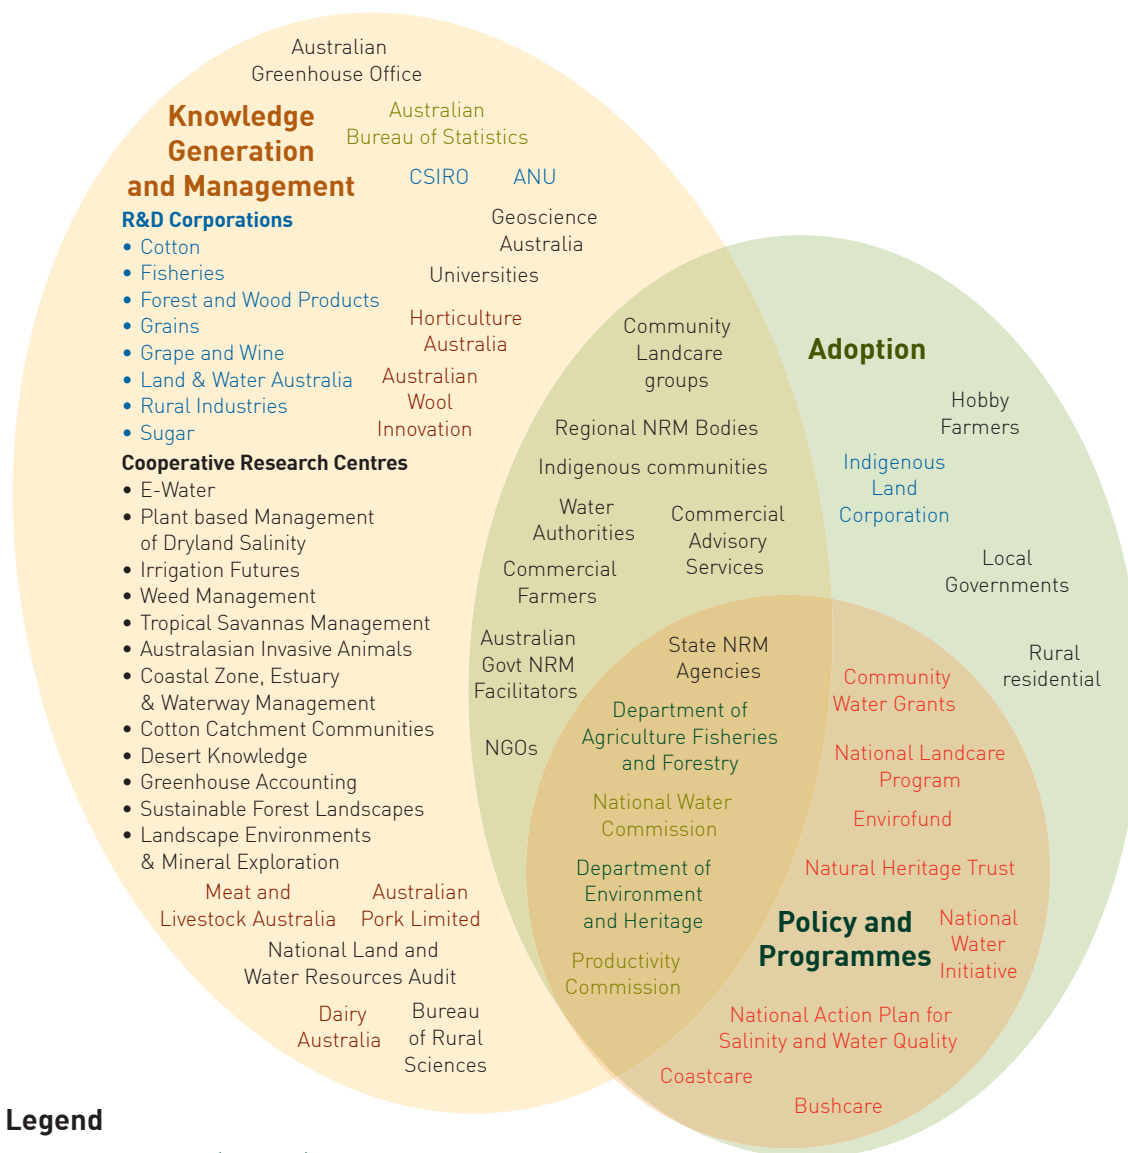 Australian
Greenhouse Office
Knowledge
Generation
and Management
Australian
Bureau of Statistics
CSIRO
ANU
Geoscience
Australia
Universities
R&D Corporations
• Cotton
• Fisheries
• Forest and Wood Products
• Grains
• Grape and Wine
• Land & Water Australia
• Rural Industries
• Sugar
Horticulture
Australia
Australian
Wool
Innovation
Cooperative Research Centres
• E-Water
• Plant based Management
of Dryland Salinity
• Irrigation Futures
• Weed Management
• Tropical Savannas Management
• Australasian Invasive Animals
• Coastal Zone, Estuary
& Waterway Management
• Cotton Catchment Communities
• Desert Knowledge
• Greenhouse Accounting
• Sustainable Forest Landscapes
• Landscape Environments
& Mineral Exploration
Meat and
Livestock Australia
Australian
Pork Limited
National Land and
Water Resources Audit
Dairy
Australia
Bureau
of Rural
Sciences
Community
Landcare
groups
Regional NRM Bodies
Indigenous communities
Water
Authorities
Commercial
Advisory
Services
Commercial
Farmers
Australian
Govt NRM
Facilitators
NGOs
Adoption
Hobby
Farmers
Indigenous
Land
Corporation
Local
Governments
Rural
residential
State NRM
Agencies
Department of
Agriculture Fisheries
and Forestry
National Water
Commission
Department of
Environment
and Heritage
Productivity
Commission
Community
Water Grants
National Landcare
Program
Envirofund
Natural Heritage Trust
Policy and
Programmes
National
Water
Initiative
National Action Plan for
Salinity and Water Quality
Coastcare
Bushcare
Legend